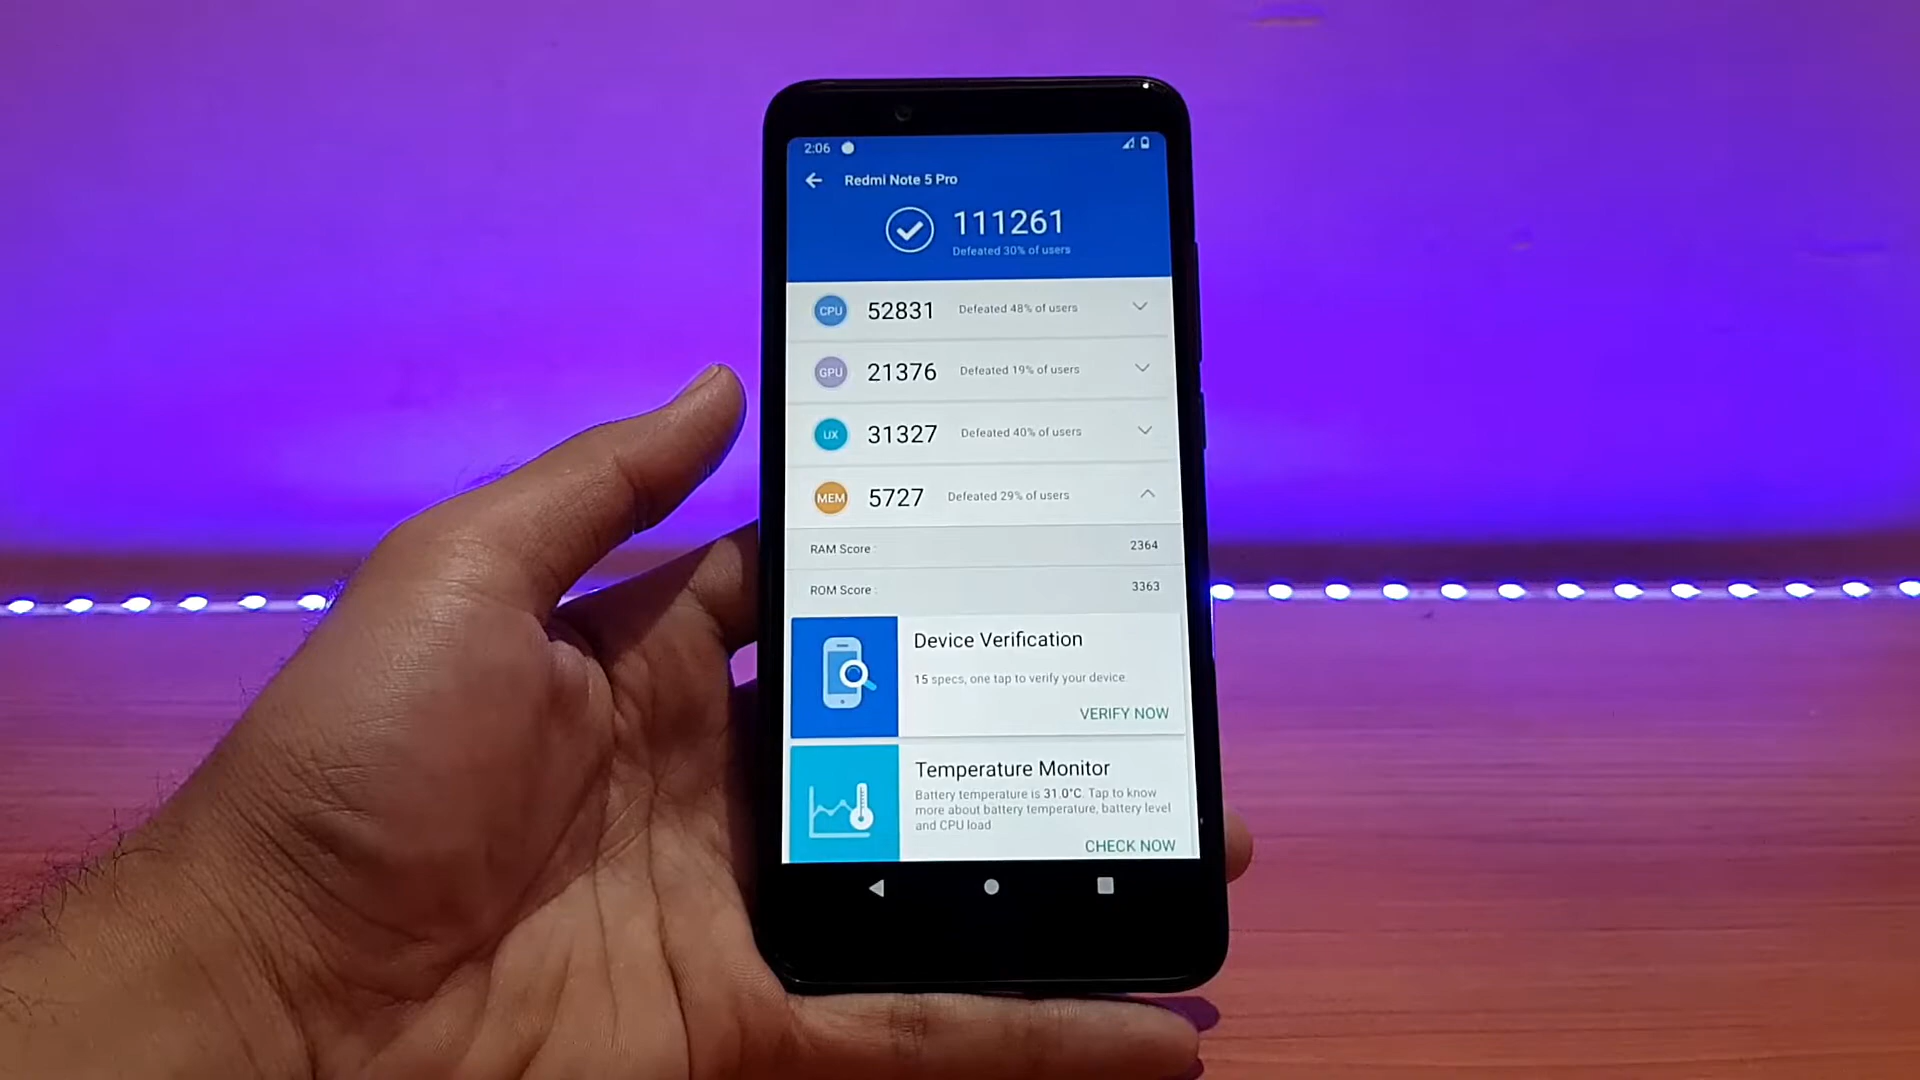 2:06
Redmi Note 5 Pro
111261
Defeated 30% of users
CPU 52831 Defeated 48% of users
GPU 21376 Defeated 19% of users
UX 31327 Defeated 40% of users
MEM 5727 Defeated 29% of users
RAM Score : 2364
ROM Score : 3363
Device Verification
15 specs, one tap to verify your device.
VERIFY NOW
Temperature Monitor
Battery temperature is 31.0°C. Tap to know
more about battery temperature, battery level
and CPU load
CHECK NOW